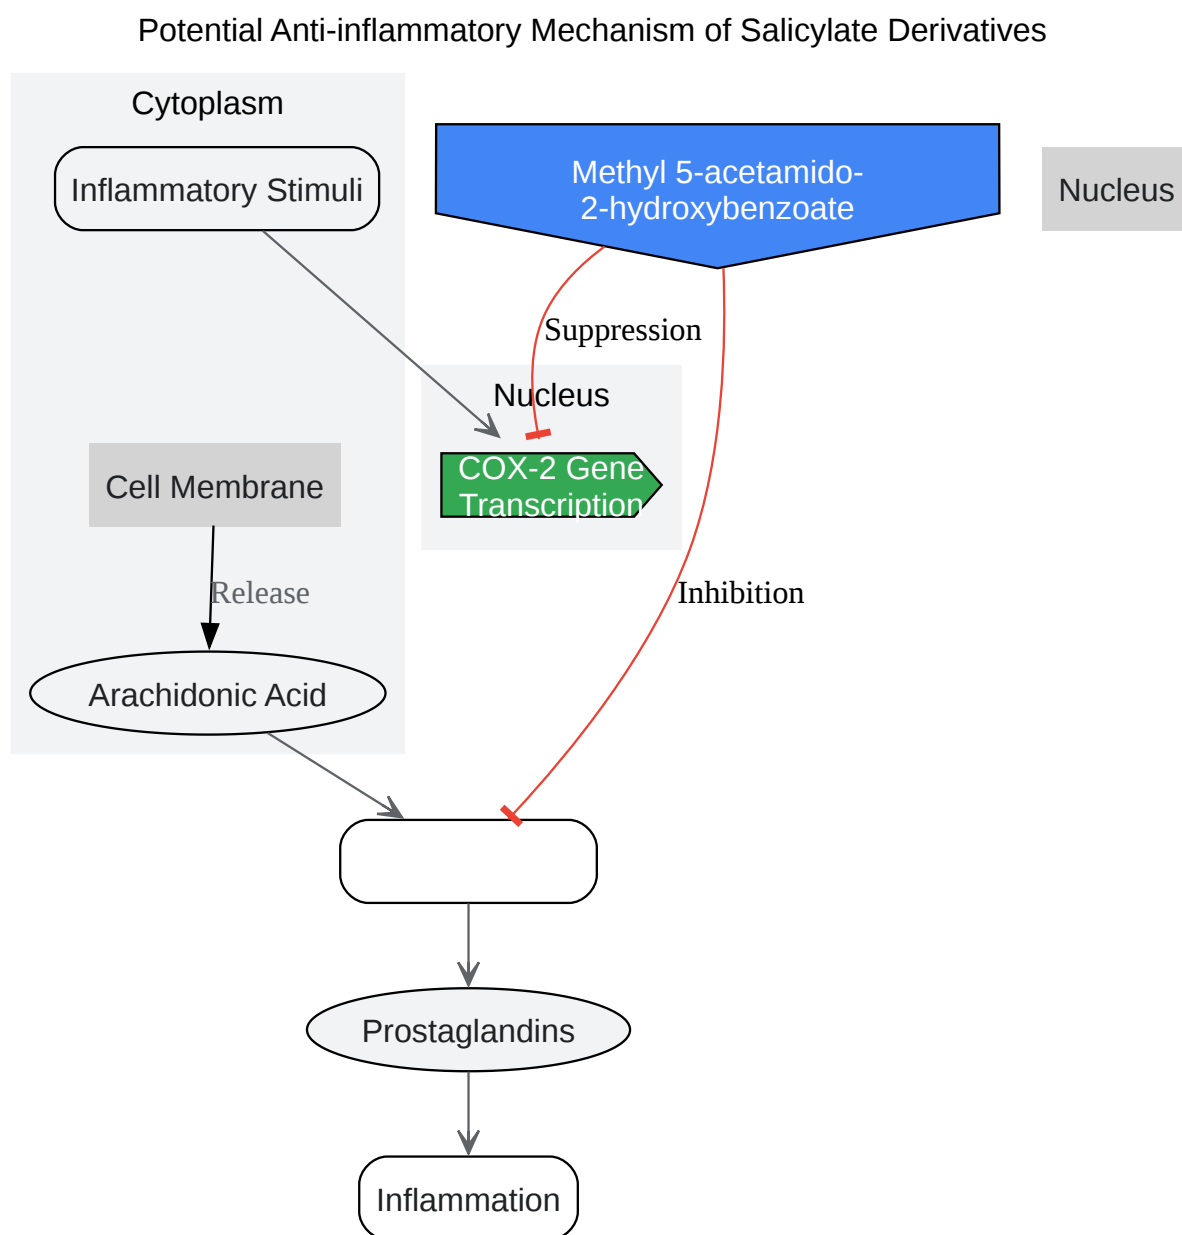 Potential Anti-inflammatory Mechanism of Salicylate Derivatives
Cytoplasm
Inflammatory Stimuli
Methyl 5-acetamido-
2-hydroxybenzoate
Nucleus
Suppression
Nucleus
COX-2 Gene
Transcription
Cell Membrane
Release
Inhibition
Arachidonic Acid
Prostaglandins
Inflammation